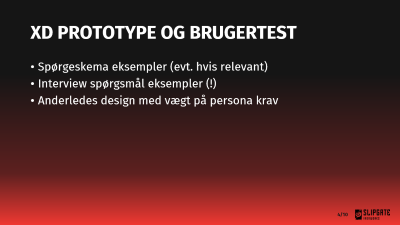 XD PROTOTYPE OG BRUGERTEST
• Spørgeskema eksempler (evt. hvis relevant)
• Interview spørgsmål eksempler (!)
• Anderledes design med vægt på persona krav
SLIPGATE